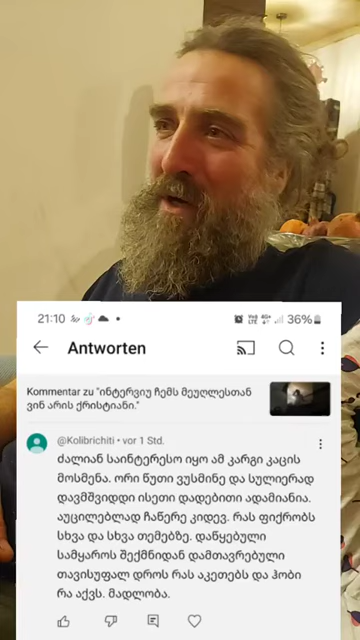 21:10
36%
Antworten
Kommentar zu "ინტერვიუ ჩემს მეუღლესთან
ვინ არის ქრისტიანი."
@Kolibrichiti • vor 1 Std.
ძალიან საინტერესო იყო ამ კარგი კაცის
მოსმენა. ორი წუთი ვუსმინე და სულიერად
დავმშვიდდი ისეთი დადებითი ადამიანია.
აუცილებლად ჩაწერე კიდევ. რას ფიქრობს
სხვა და სხვა თემებზე. დაწყებული
სამყაროს შექმნიდან დამთავრებული
თავისუფალ დროს რას აკეთებს და ჰობი
რა აქვს. მადლობა.